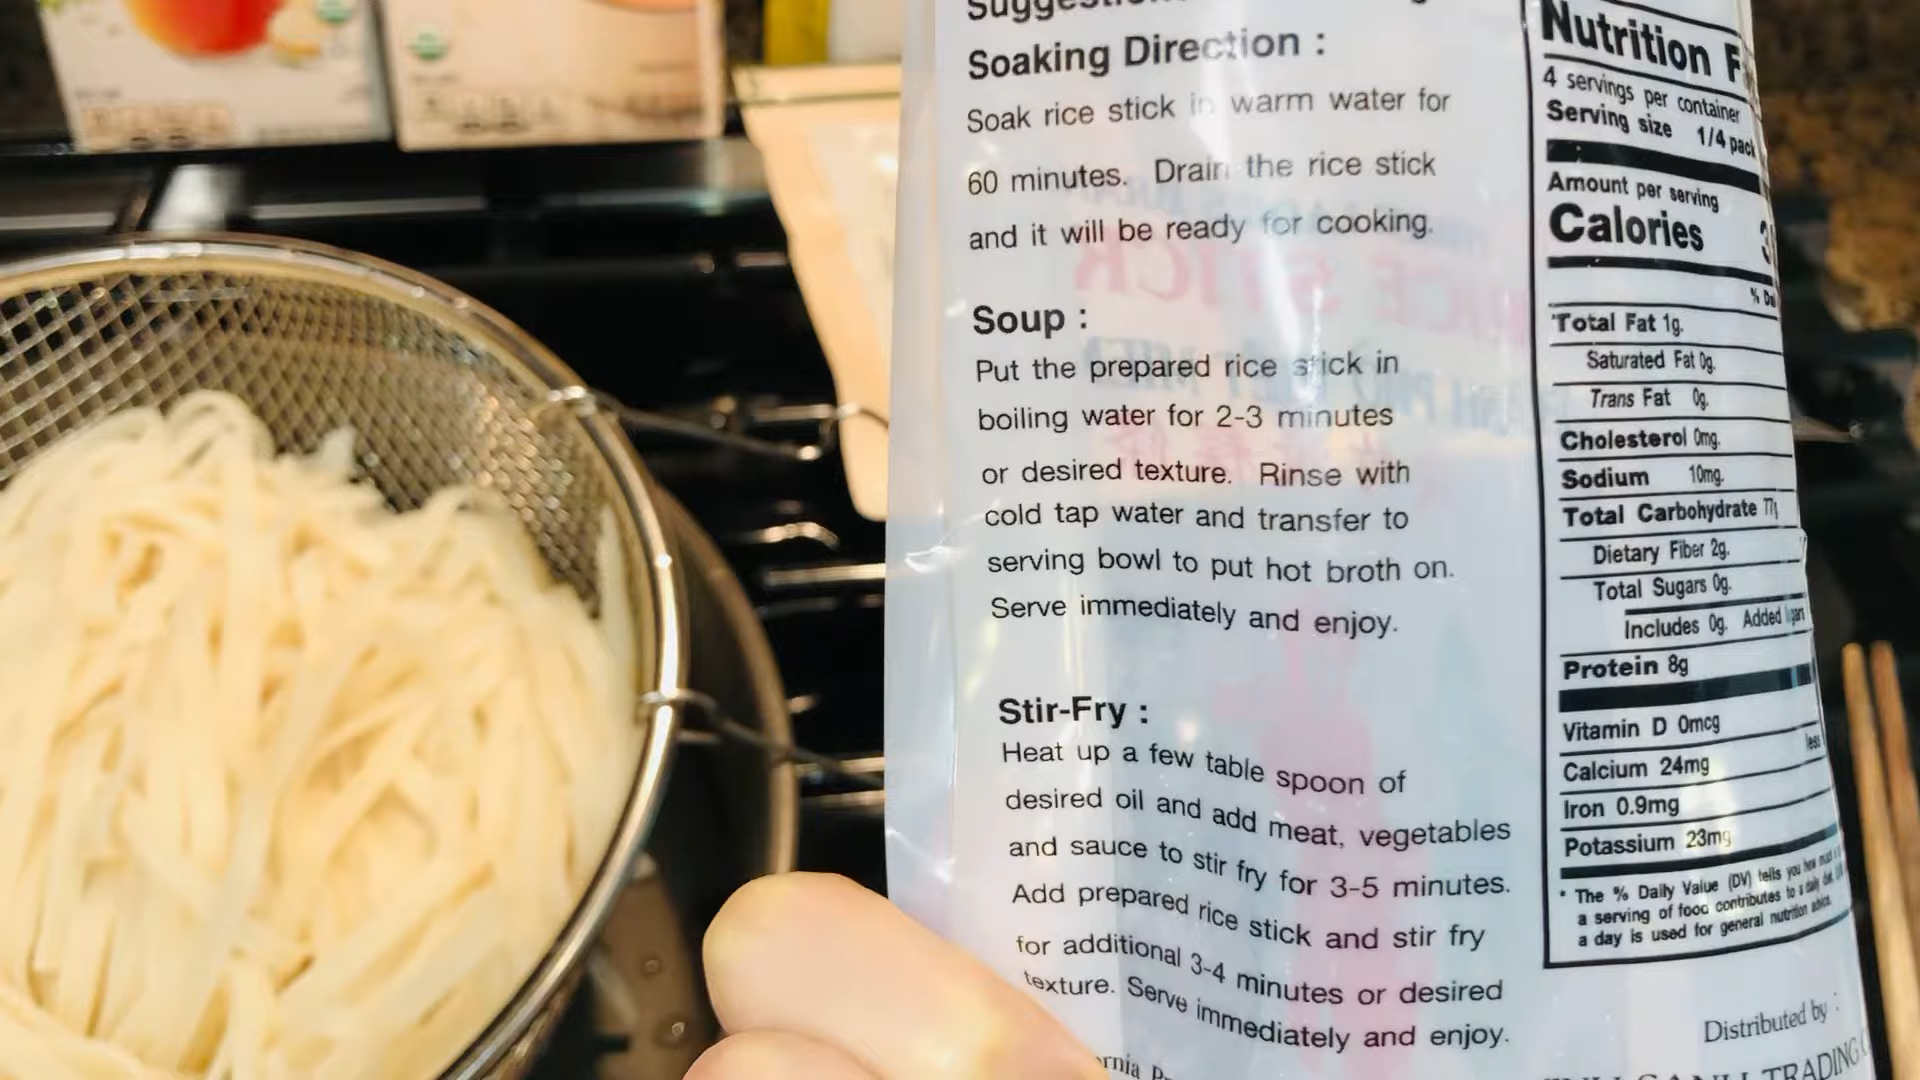 Soaking Direction :
Soak rice stick in warm water for
60 minutes. Drain the rice stick
and it will be ready for cooking.
Soup :
Put the prepared rice stick in
boiling water for 2-3 minutes
or desired texture. Rinse with
cold tap water and transfer to
serving bowl to put hot broth on.
Serve immediately and enjoy.
Stir-Fry :
Heat up a few table spoon of
desired oil and add meat, vegetables
and sauce to stir fry for 3-5 minutes.
Add prepared rice stick and stir fry
for additional 3-4 minutes or desired
texture. Serve immediately and enjoy.
Nutrition
4 servings per container
Serving size 1/4 pack
Amount per serving
Calories
%
Total Fat 1g.
Saturated Fat 0g.
Trans Fat 0g.
Cholesterol 0mg.
Sodium 10mg.
Total Carbohydrate 77g
Dietary Fiber 2g.
Total Sugars 0g.
Includes 0g. Added
Protein 8g
Vitamin D 0mcg
less
Calcium 24mg
Iron 0.9mg
Potassium 23mg
* The % Daily Value (DV) tells you how much
a serving of food contributes to a daily
a day is used for general nutrition advice.
Distributed by :
TRADING